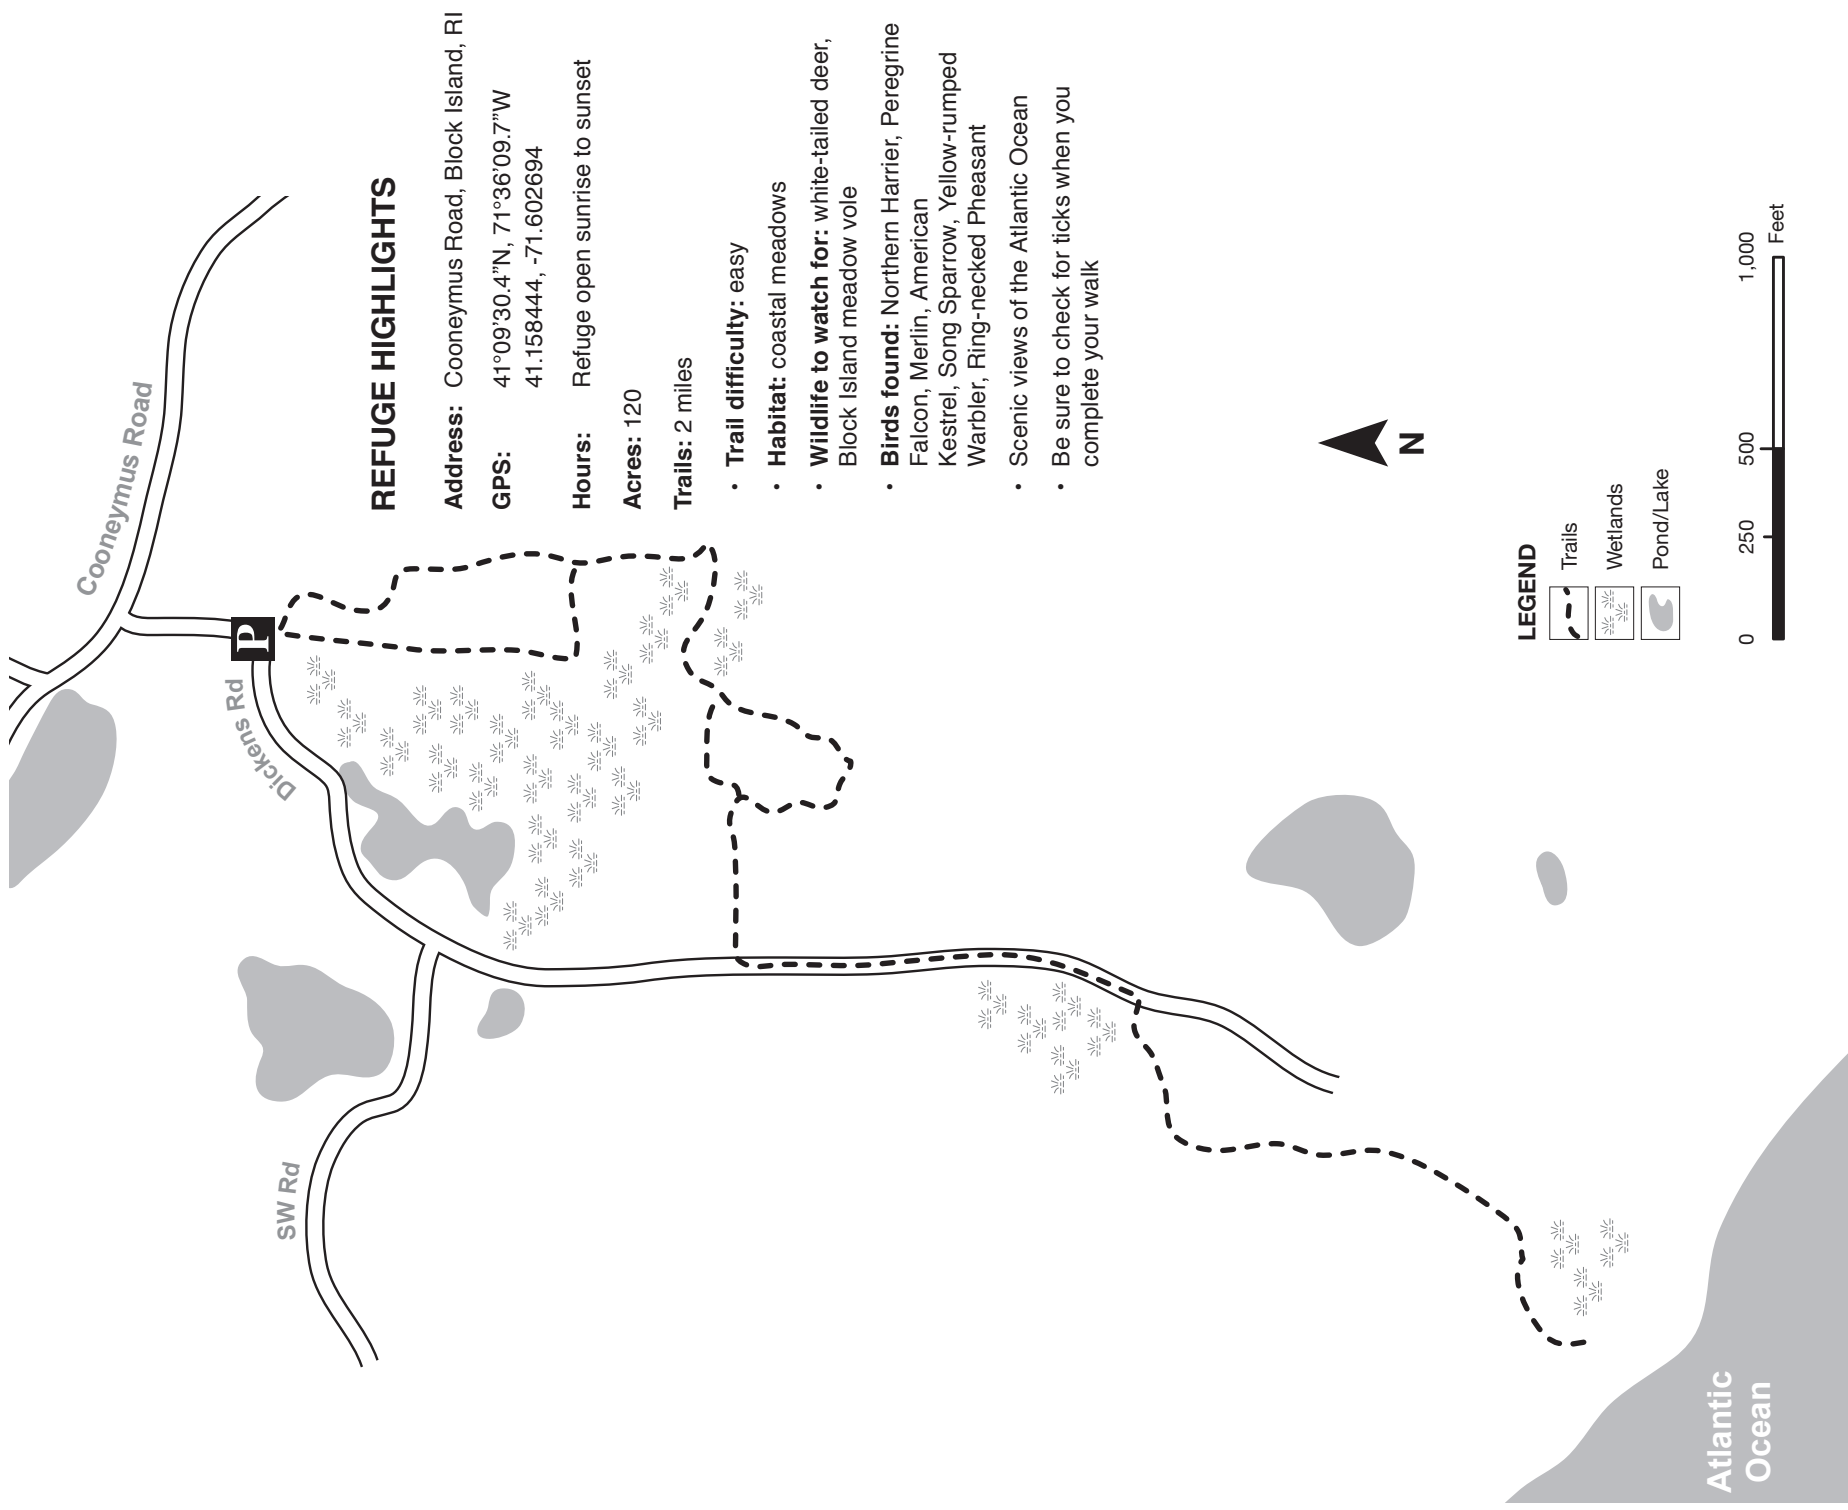 Cooneymus Road
Dickens Rd
SW Rd
P
REFUGE HIGHLIGHTS
Address: Cooneymus Road, Block Island, RI
GPS: 41°09’30.4”N, 71°36’09.7”W
41.158444, -71.602694
Hours: Refuge open sunrise to sunset
Acres: 120
Trails: 2 miles
• Trail difficulty: easy
• Habitat: coastal meadows
• Wildlife to watch for: white-tailed deer,
Block Island meadow vole
• Birds found: Northern Harrier, Peregrine
Falcon, Merlin, American
Kestrel, Song Sparrow, Yellow-rumped
Warbler, Ring-necked Pheasant
• Scenic views of the Atlantic Ocean
• Be sure to check for ticks when you
complete your walk
N
LEGEND
Trails
Wetlands
Pond/Lake
0 250 500 1,000
Feet
Atlantic
Ocean